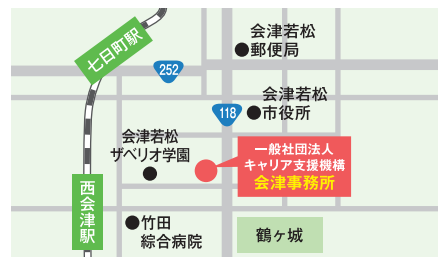 会津若松
郵便局
七日町駅
252
会津若松
市役所
118
会津若松
ザベリオ学園
一般社団法人
キャリア支援機構
会津事務所
西会津駅
竹田
綜合病院
鶴ヶ城